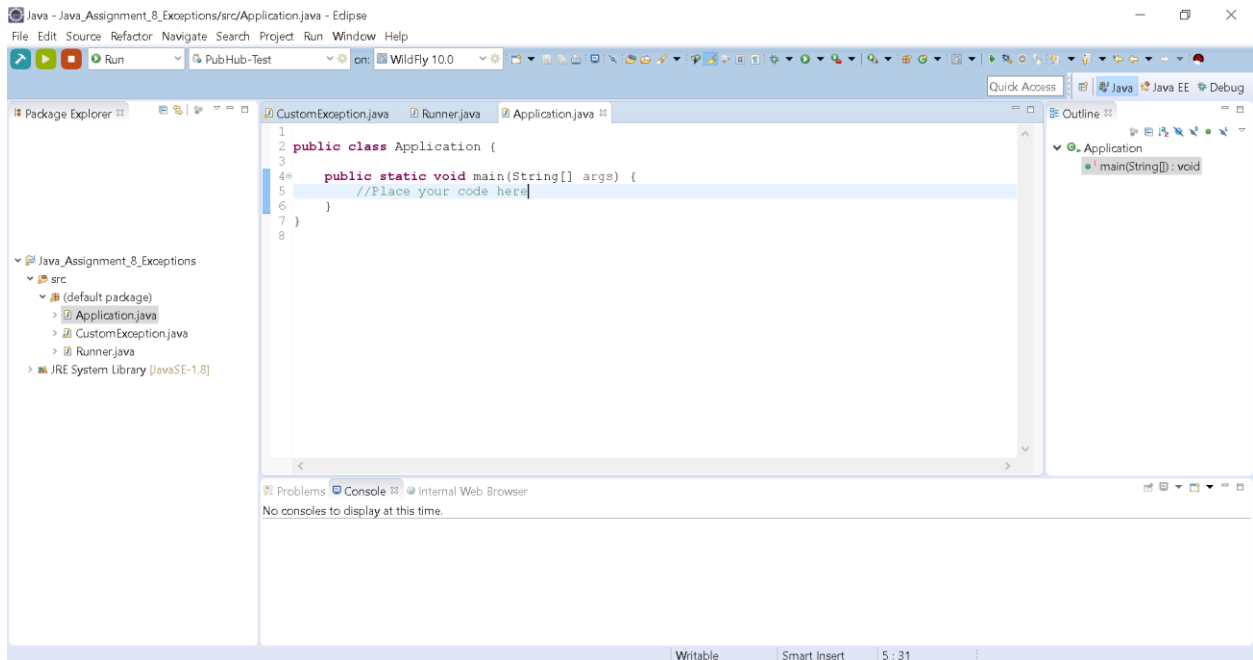 Java - Java_Assignment_8_Exceptions/src/Application.java - Eclipse
File Edit Source Refactor Navigate Search Project Run Window Help
Run PubHub-Test on: WildFly 10.0
Quick Access Java Java EE Debug
Package Explorer CustomException.java Runner.java Application.java Outline
1
2 public class Application {
3
4 public static void main(String[] args) {
5 //Place your code here
6 }
7 }
8
Application
main(String[]) : void
Java_Assignment_8_Exceptions
src
(default package)
Application.java
CustomException.java
Runner.java
JRE System Library [JavaSE-1.8]
Problems Console Internal Web Browser
No consoles to display at this time.
Writable Smart Insert 5 : 31